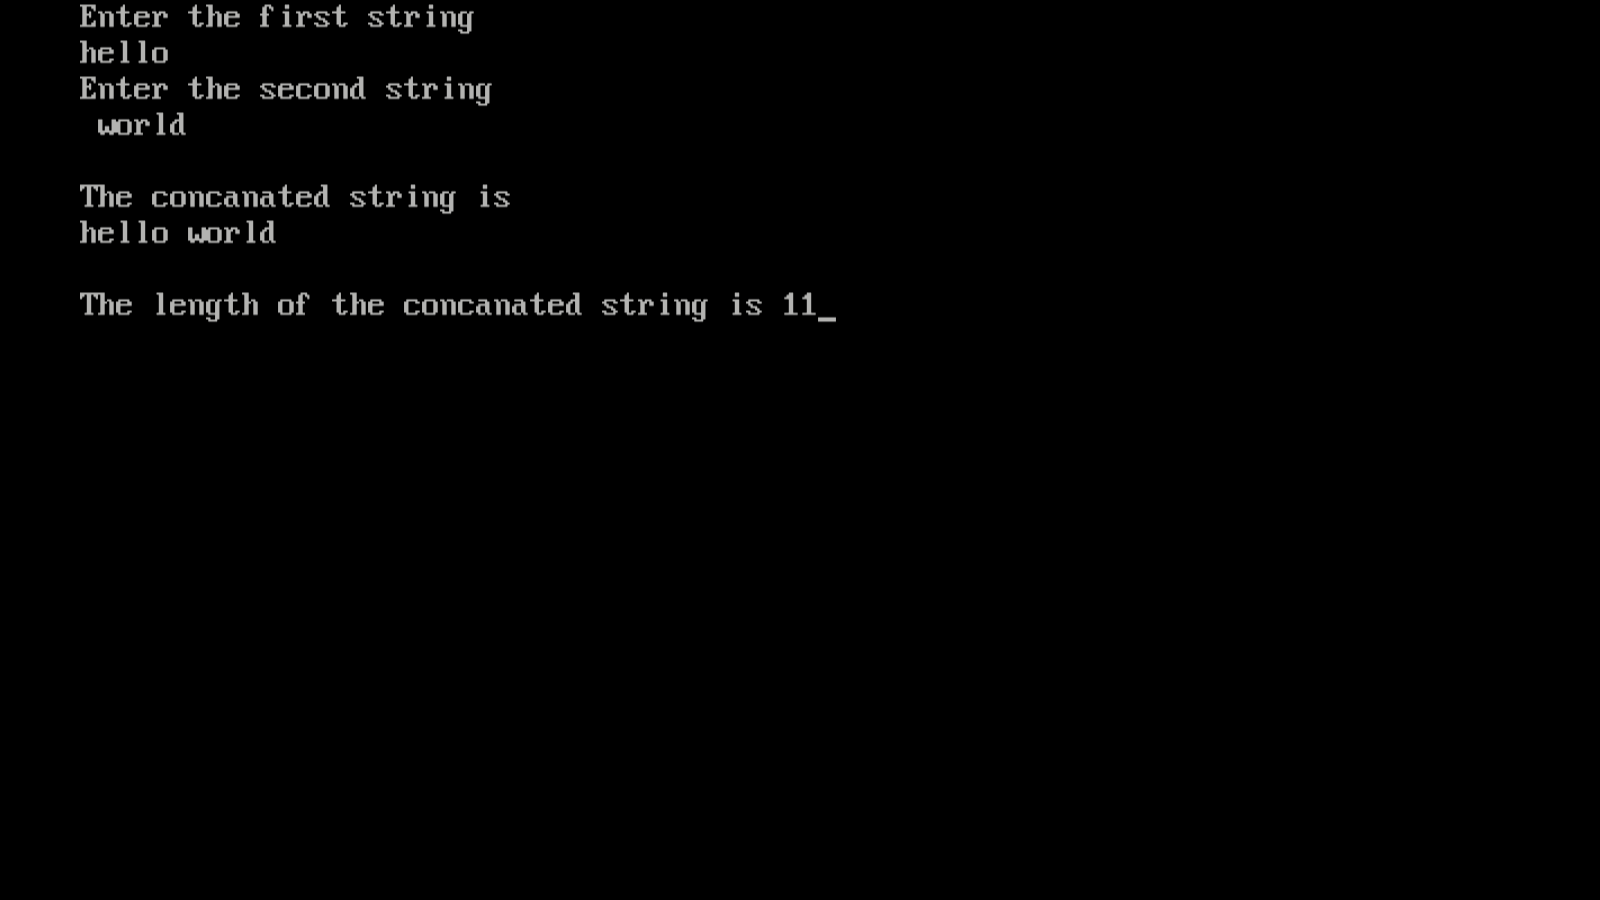 Enter the first string
hello
Enter the second string
 world
The concanated string is
hello world
The length of the concanated string is 11_